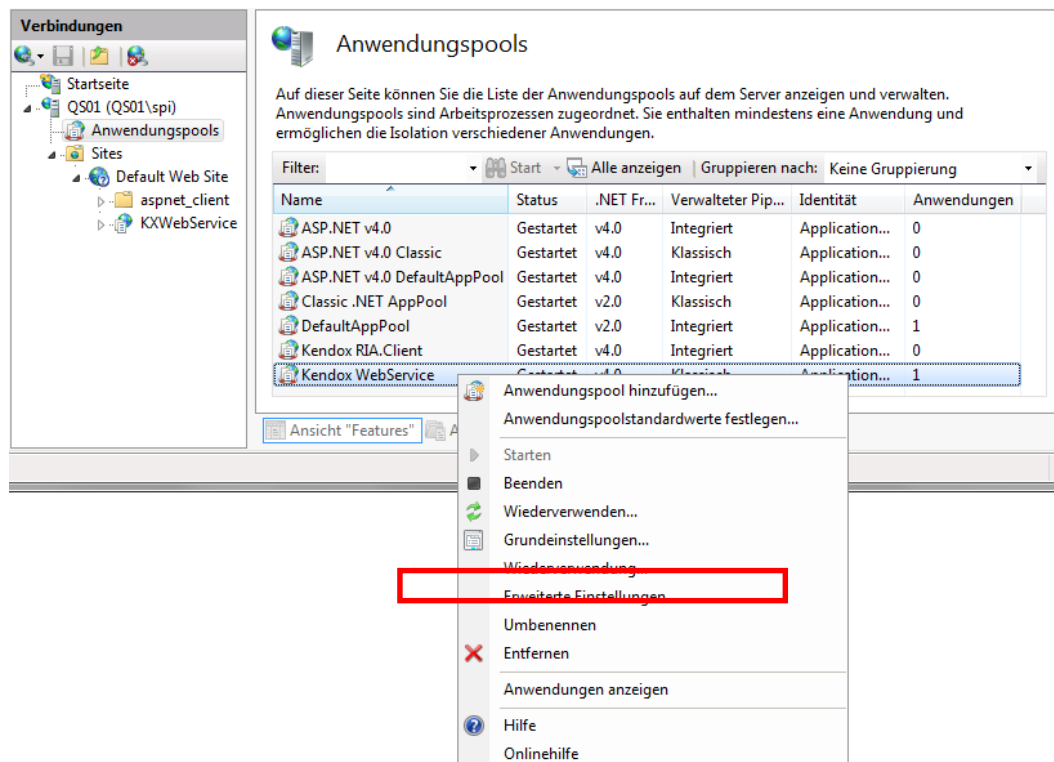 Verbindungen
Startseite
QS01 (QS01\spi)
Anwendungspools
Sites
Default Web Site
aspnet_client
KXWebService
Anwendungspools
Auf dieser Seite können Sie die Liste der Anwendungspools auf dem Server anzeigen und verwalten.
Anwendungspools sind Arbeitsprozessen zugeordnet. Sie enthalten mindestens eine Anwendung und
ermöglichen die Isolation verschiedener Anwendungen.
Filter: Start Alle anzeigen Gruppieren nach: Keine Gruppierung
Name Status .NET Fr... Verwalteter Pip... Identität Anwendungen
ASP.NET v4.0 Gestartet v4.0 Integriert Application... 0
ASP.NET v4.0 Classic Gestartet v4.0 Klassisch Application... 0
ASP.NET v4.0 DefaultAppPool Gestartet v4.0 Integriert Application... 0
Classic .NET AppPool Gestartet v2.0 Klassisch Application... 0
DefaultAppPool Gestartet v2.0 Integriert Application... 1
Kendox RIA.Client Gestartet v4.0 Integriert Application... 0
Kendox WebService Gestartet v4.0 Klassisch Application... 1
Ansicht "Features" A
Anwendungspool hinzufügen...
Anwendungspoolstandardwerte festlegen...
Starten
Beenden
Wiederverwenden...
Grundeinstellungen...
Wiederverwendung...
Erweiterte Einstellungen
Umbenennen
Entfernen
Anwendungen anzeigen
Hilfe
Onlinehilfe